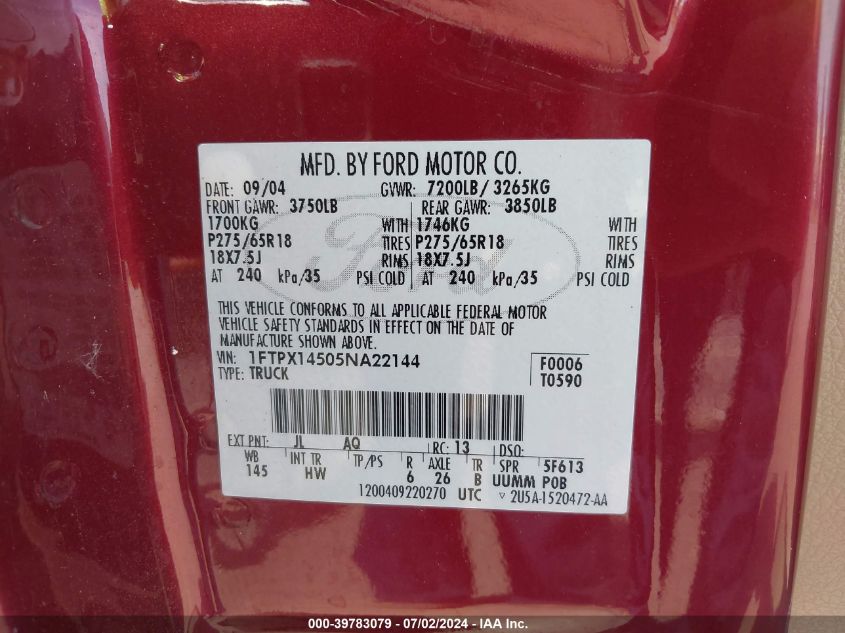 MFD. BY FORD MOTOR CO.
DATE: 09/04 GVWR: 7200LB/ 3265KG
FRONT GAWR: 3750LB REAR GAWR: 3850LB
1700KG WITH 1746KG WITH
P275/65R18 TIRES P275/65R18 TIRES
18X7.5J RIMS 18X7.5J RIMS
AT 240 kPa/35 PSI COLD AT 240 kPa/35 PSI COLD
Ford
THIS VEHICLE CONFORMS TO ALL APPLICABLE FEDERAL MOTOR
VEHICLE SAFETY STANDARDS IN EFFECT ON THE DATE OF
MANUFACTURE SHOWN ABOVE.
VIN: 1FTPX14505NA22144 F0006
TYPE: TRUCK T0590
EXT PNT: JL AQ RC: 13 DSO:
WB INT TR TP/PS R AXLE TR SPR 5F613
145 HW 6 26 B UUMM POB
1200409220270 UTC ▽ 2U5A-1520472-AA
000-39783079 - 07/02/2024 - IAA Inc.